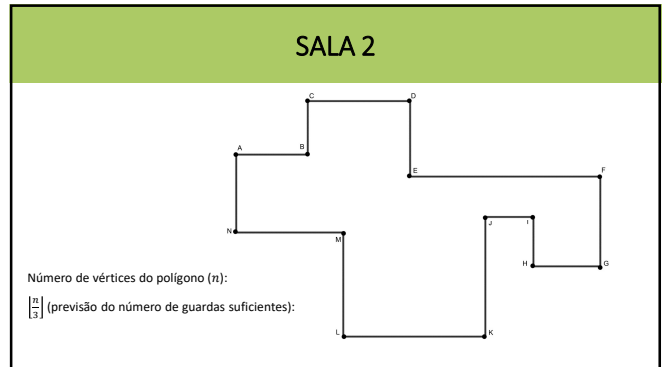 SALA 2
C D
A B
E F
N M J I
H G
Número de vértices do polígono (n):
⌊n/3⌋ (previsão do número de guardas suficientes):
L K